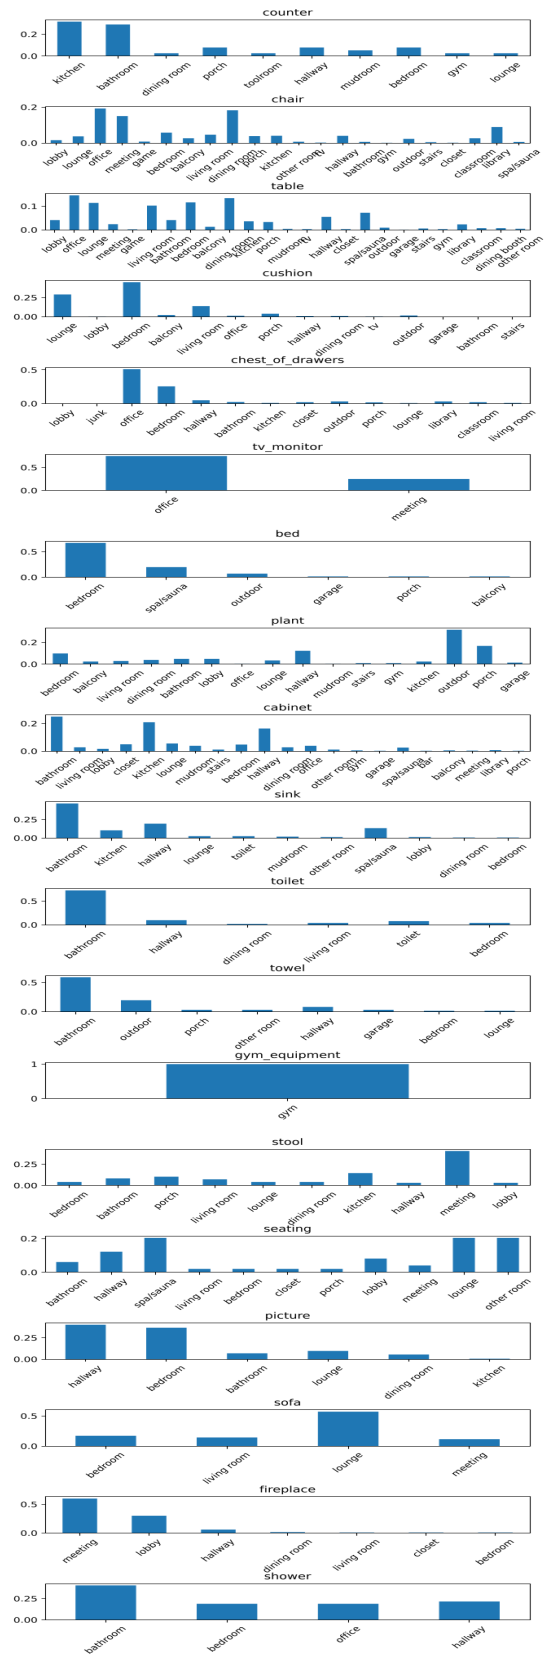 counter
0.2
0.0
kitchen bathroom dining room porch toolroom hallway mudroom bedroom gym lounge
chair
0.2
0.0
lobby lounge office meeting game bedroom balcony living room dining room porch kitchen other room tv hallway bathroom gym outdoor stairs closet classroom library spa/sauna
table
0.1
0.0
lobby office lounge meeting game living room bathroom bedroom balcony dining room kitchen porch mudroom tv hallway closet spa/sauna outdoor garage stairs gym library classroom dining booth other room
cushion
0.25
0.00
lounge lobby bedroom balcony living room office porch hallway dining room tv outdoor garage bathroom stairs
chest_of_drawers
0.5
0.0
lobby junk office bedroom hallway bathroom kitchen closet outdoor porch lounge library classroom living room
tv_monitor
0.5
0.0
office meeting
bed
0.5
0.0
bedroom spa/sauna outdoor garage porch balcony
plant
0.2
0.0
bedroom balcony living room dining room bathroom lobby office lounge hallway mudroom stairs gym kitchen outdoor porch garage
cabinet
0.2
0.0
bathroom living room lobby closet kitchen lounge mudroom stairs bedroom hallway dining room office other room gym garage spa/sauna bar balcony meeting library porch
sink
0.25
0.00
bathroom kitchen hallway lounge toilet mudroom other room spa/sauna lobby dining room bedroom
toilet
0.5
0.0
bathroom hallway dining room living room toilet bedroom
towel
0.5
0.0
bathroom outdoor porch other room hallway garage bedroom lounge
gym_equipment
1
0
gym
stool
0.25
0.00
bedroom bathroom porch living room lounge dining room kitchen hallway meeting lobby
seating
0.2
0.0
bathroom hallway spa/sauna living room bedroom closet porch lobby meeting lounge other room
picture
0.25
0.00
hallway bedroom bathroom lounge dining room kitchen
sofa
0.5
0.0
bedroom living room lounge meeting
fireplace
0.5
0.0
meeting lobby hallway dining room living room closet bedroom
shower
0.25
0.00
bathroom bedroom office hallway